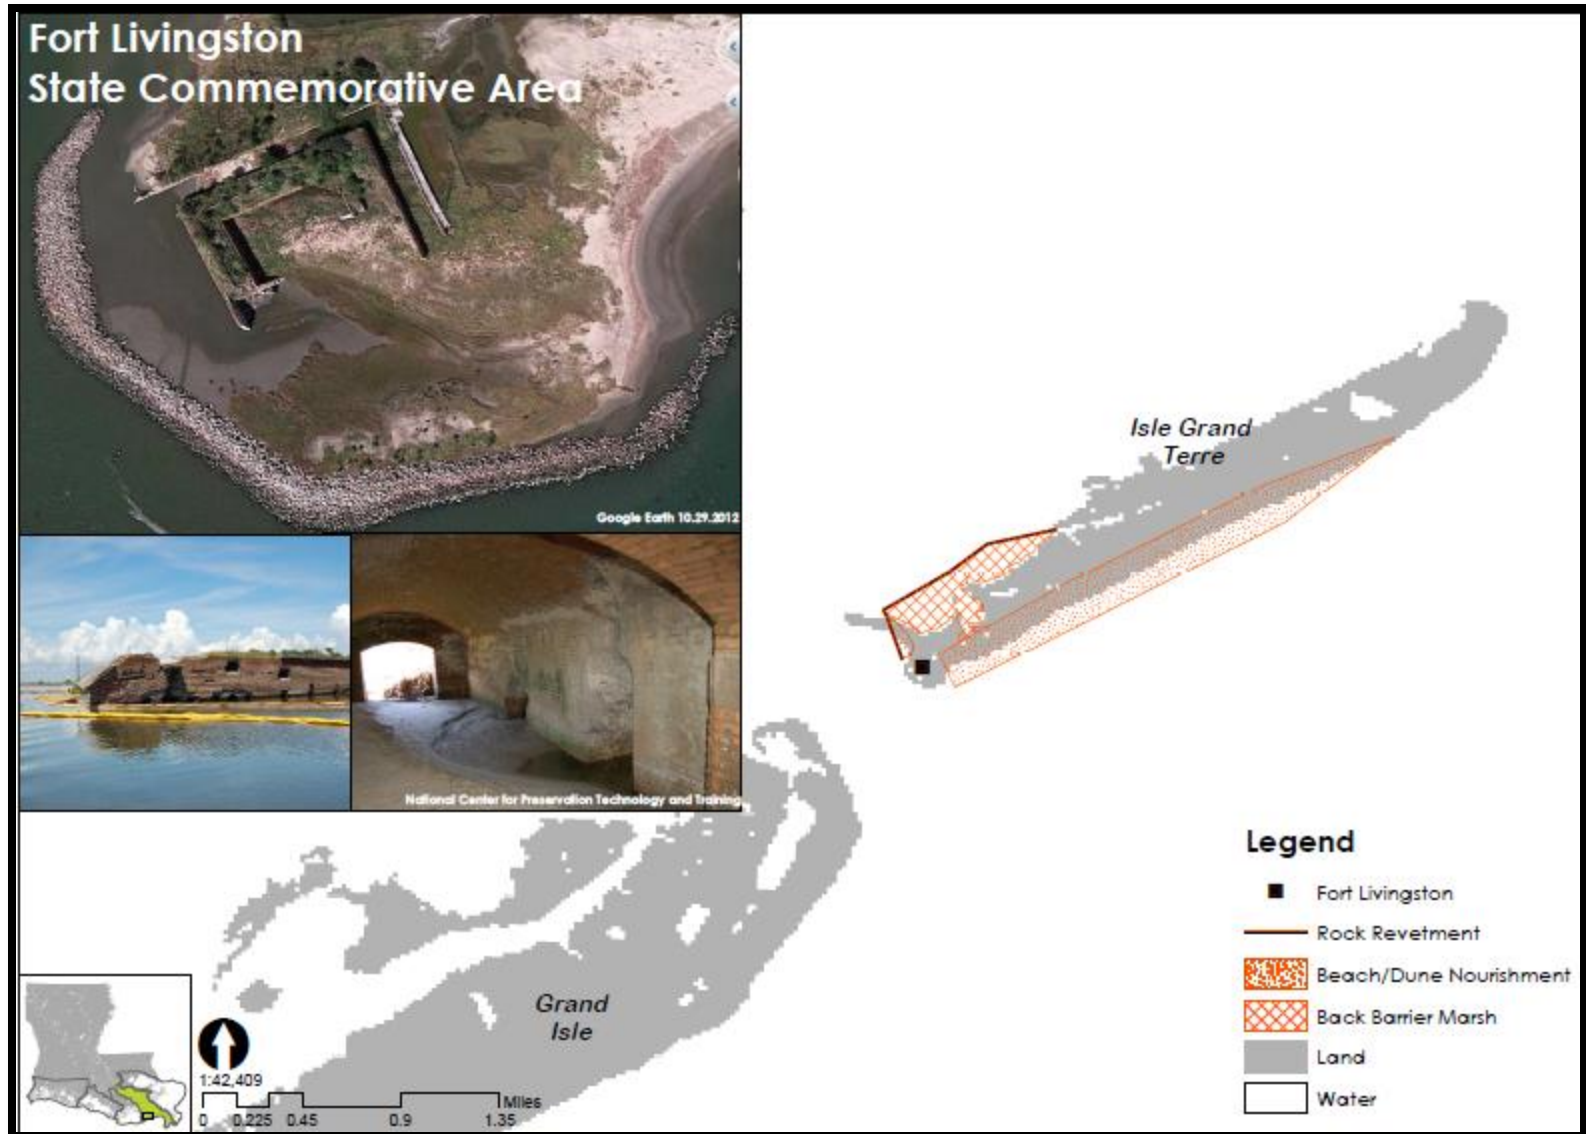 Fort Livingston
State Commemorative Area
Google Earth 10.29.2012
National Center for Preservation Technology and Training
Isle Grand
Terre
Grand
Isle
Legend
Fort Livingston
Rock Revetment
Beach/Dune Nourishment
Back Barrier Marsh
Land
Water
1:42,409
Miles
0 0.225 0.45 0.9 1.35